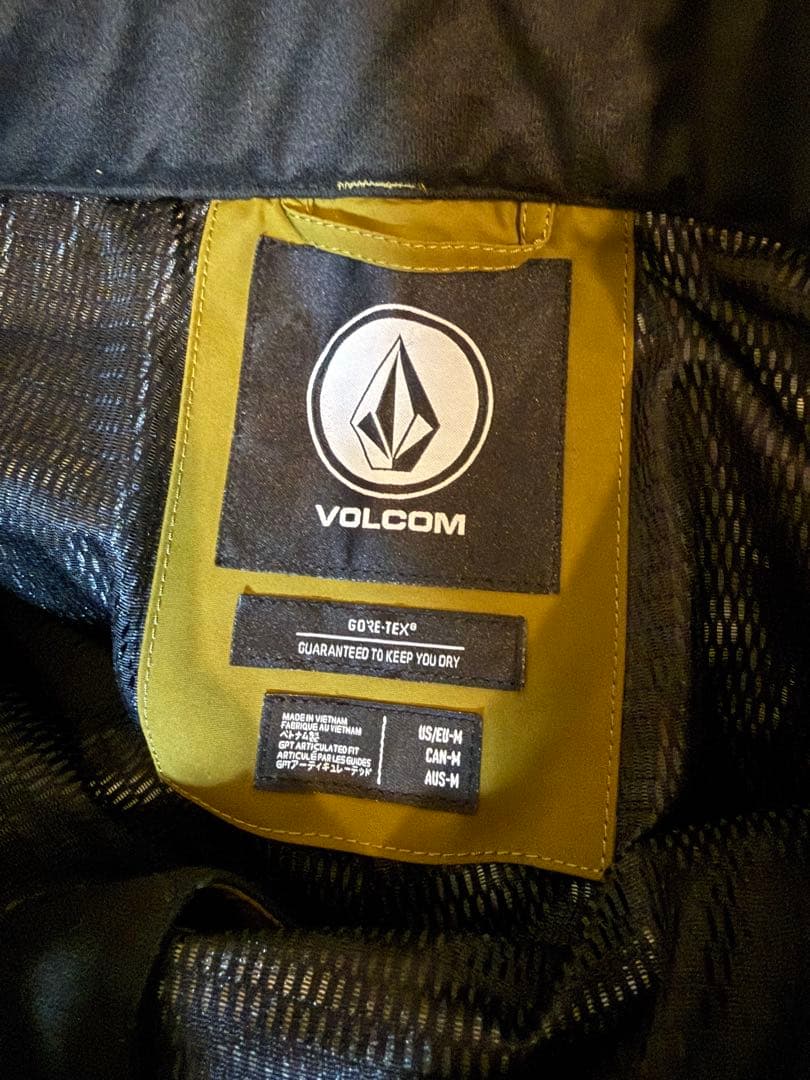 VOLCOM
GORE-TEX®
GUARANTEED TO KEEP YOU DRY
MADE IN VIETNAM
FABRIQUE AU VIETNAM
ベトナム製
GPT ARTICULATED FIT
ARTICULÉ PAR LES GUIDES
GPTアーティキュレーテッド
US/EU-M
CAN-M
AUS-M